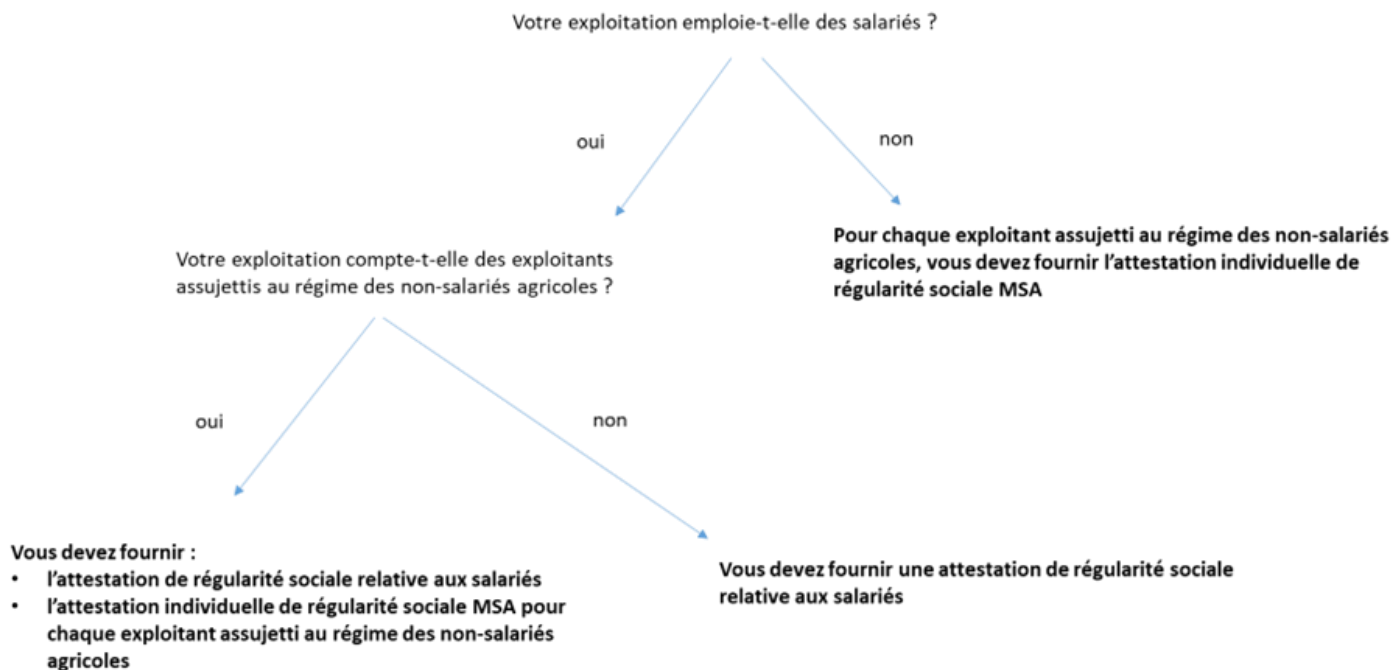 Votre exploitation emploie-t-elle des salariés ?
oui
non
Pour chaque exploitant assujetti au régime des non-salariés
agricoles, vous devez fournir l'attestation individuelle de
régularité sociale MSA
Votre exploitation compte-t-elle des exploitants
assujettis au régime des non-salariés agricoles ?
oui
non
Vous devez fournir :
• l'attestation de régularité sociale relative aux salariés
• l'attestation individuelle de régularité sociale MSA pour
chaque exploitant assujetti au régime des non-salariés
agricoles
Vous devez fournir une attestation de régularité sociale
relative aux salariés